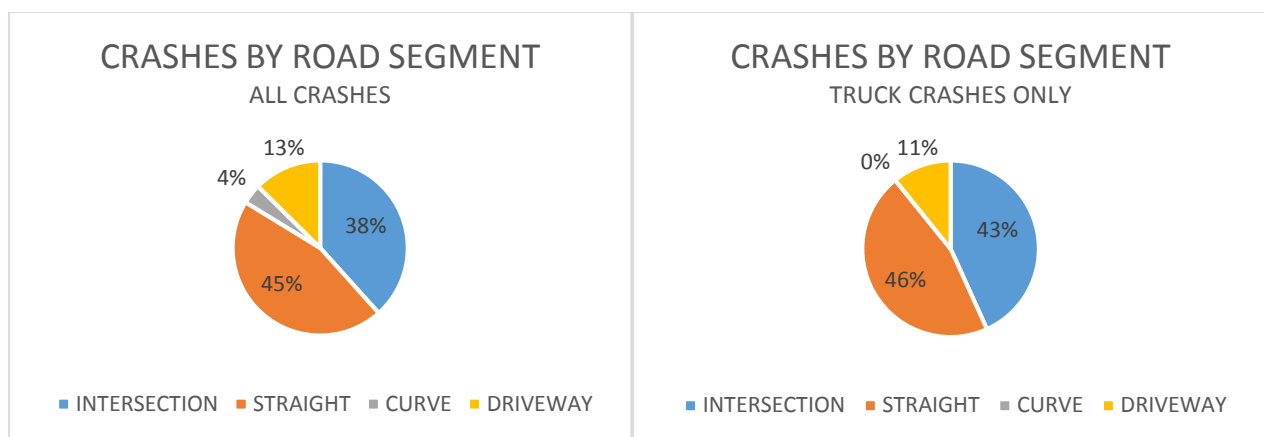 CRASHES BY ROAD SEGMENT
ALL CRASHES
13%
4%
38%
45%
INTERSECTION STRAIGHT CURVE DRIVEWAY
CRASHES BY ROAD SEGMENT
TRUCK CRASHES ONLY
11%
0%
43%
46%
INTERSECTION STRAIGHT CURVE DRIVEWAY